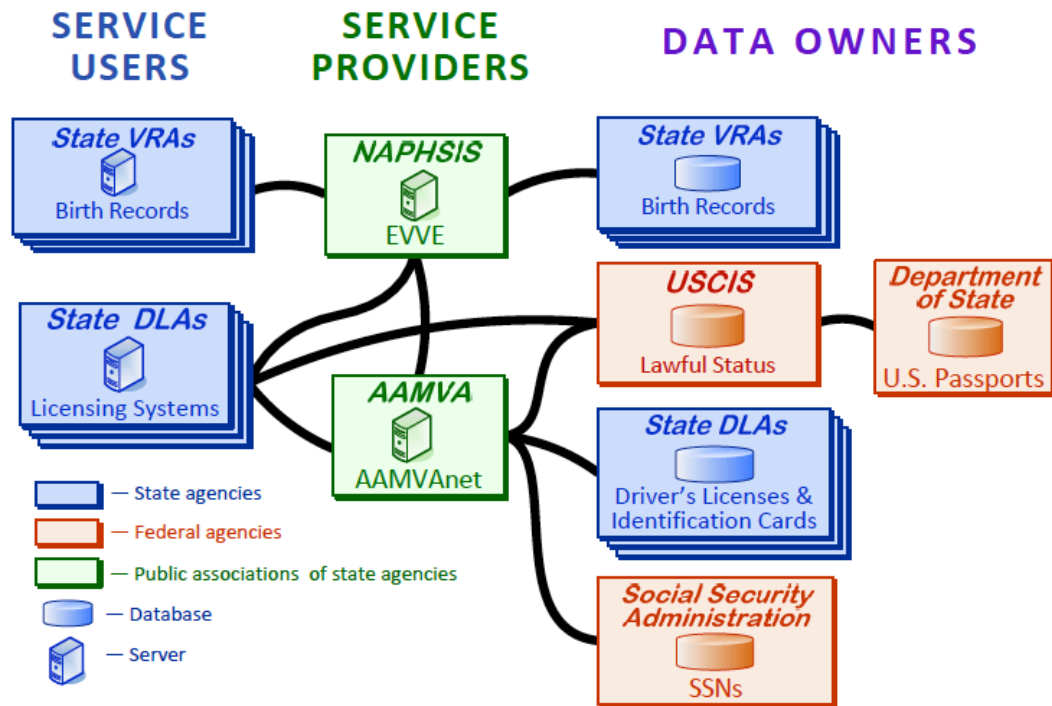 SERVICE
USERS
SERVICE
PROVIDERS
DATA OWNERS
State VRAs
Birth Records
NAPHSIS
EVVE
State VRAs
Birth Records
State DLAs
Licensing Systems
AAMVA
AAMVAnet
USCIS
Lawful Status
Department
of State
U.S. Passports
State DLAs
Driver's Licenses &
Identification Cards
Social Security
Administration
SSNs
— State agencies
— Federal agencies
— Public associations of state agencies
— Database
— Server